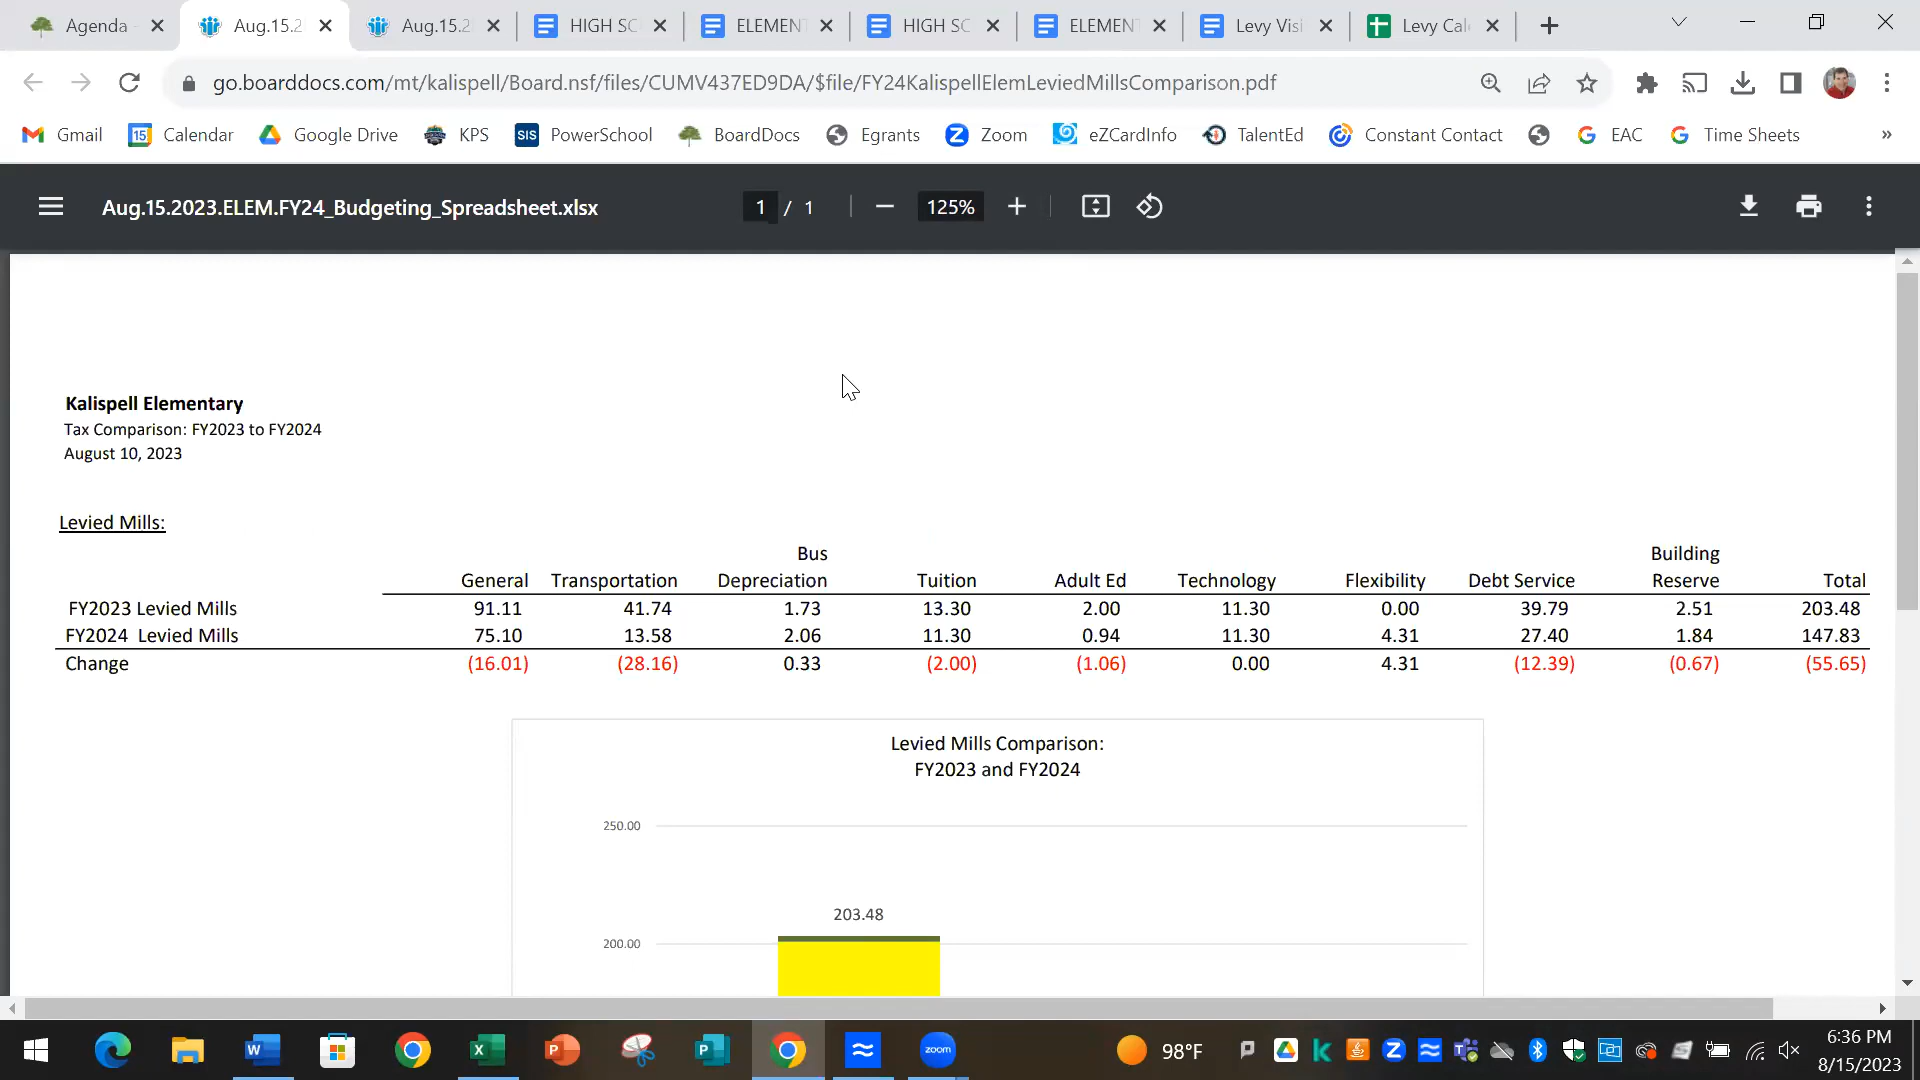 Agenda
Aug.15.2
Aug.15.2
HIGH SC
ELEMEN
HIGH SC
ELEMENT
Levy Visi
Levy Cal
go.boarddocs.com/mt/kalispell/Board.nsf/files/CUMV437ED9DA/$file/FY24KalispellElemLeviedMillsComparison.pdf
Gmail 15 Calendar Google Drive KPS SIS PowerSchool BoardDocs Egrants Zoom eZCardInfo TalentEd Constant Contact EAC Time Sheets »
Aug.15.2023.ELEM.FY24_Budgeting_Spreadsheet.xlsx 1 / 1 125%
Kalispell Elementary
Tax Comparison: FY2023 to FY2024
August 10, 2023
Levied Mills:
Bus Building
General Transportation Depreciation Tuition Adult Ed Technology Flexibility Debt Service Reserve Total
FY2023 Levied Mills 91.11 41.74 1.73 13.30 2.00 11.30 0.00 39.79 2.51 203.48
FY2024 Levied Mills 75.10 13.58 2.06 11.30 0.94 11.30 4.31 27.40 1.84 147.83
Change (16.01) (28.16) 0.33 (2.00) (1.06) 0.00 4.31 (12.39) (0.67) (55.65)
Levied Mills Comparison:
FY2023 and FY2024
250.00
203.48
200.00
zoom
98°F
6:36 PM
8/15/2023